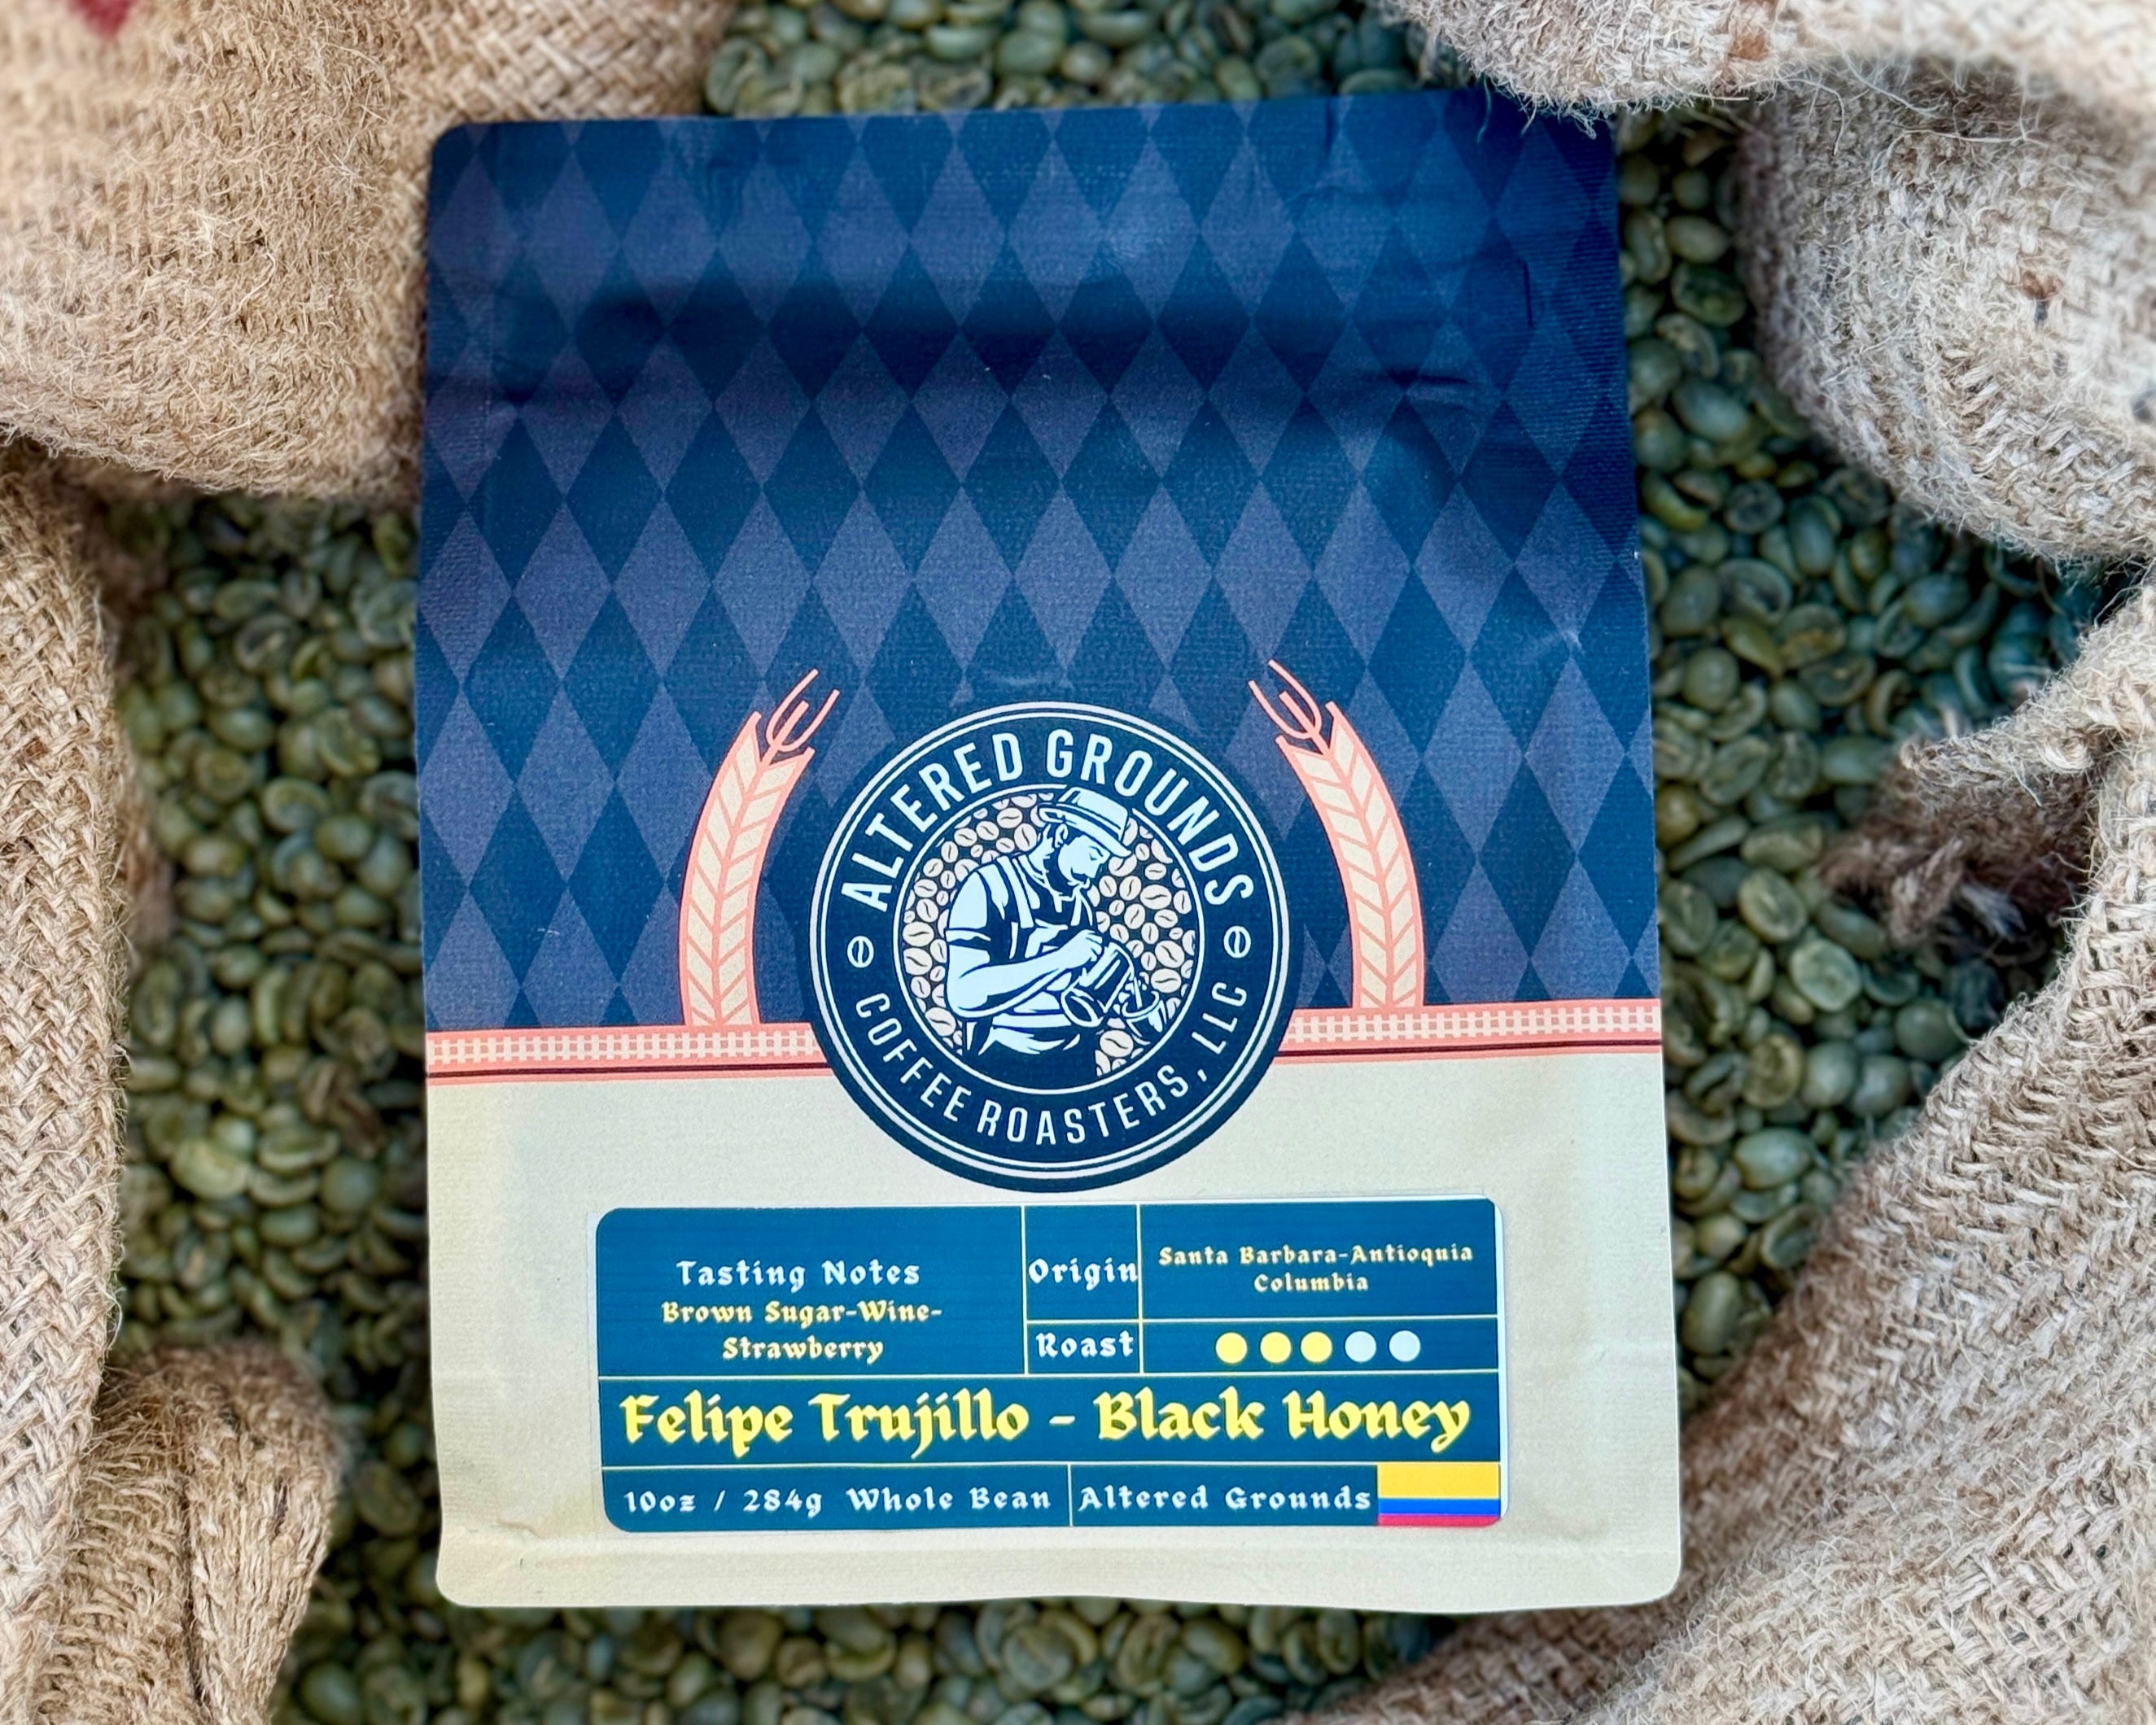 ALTERED GROUNDS
COFFEE ROASTERS, LLC
Tasting Notes
Brown Sugar-Wine-
Strawberry
Origin
Santa Barbara-Antioquia
Columbia
Roast
Felipe Trujillo - Black Honey
10oz / 284g Whole Bean
Altered Grounds